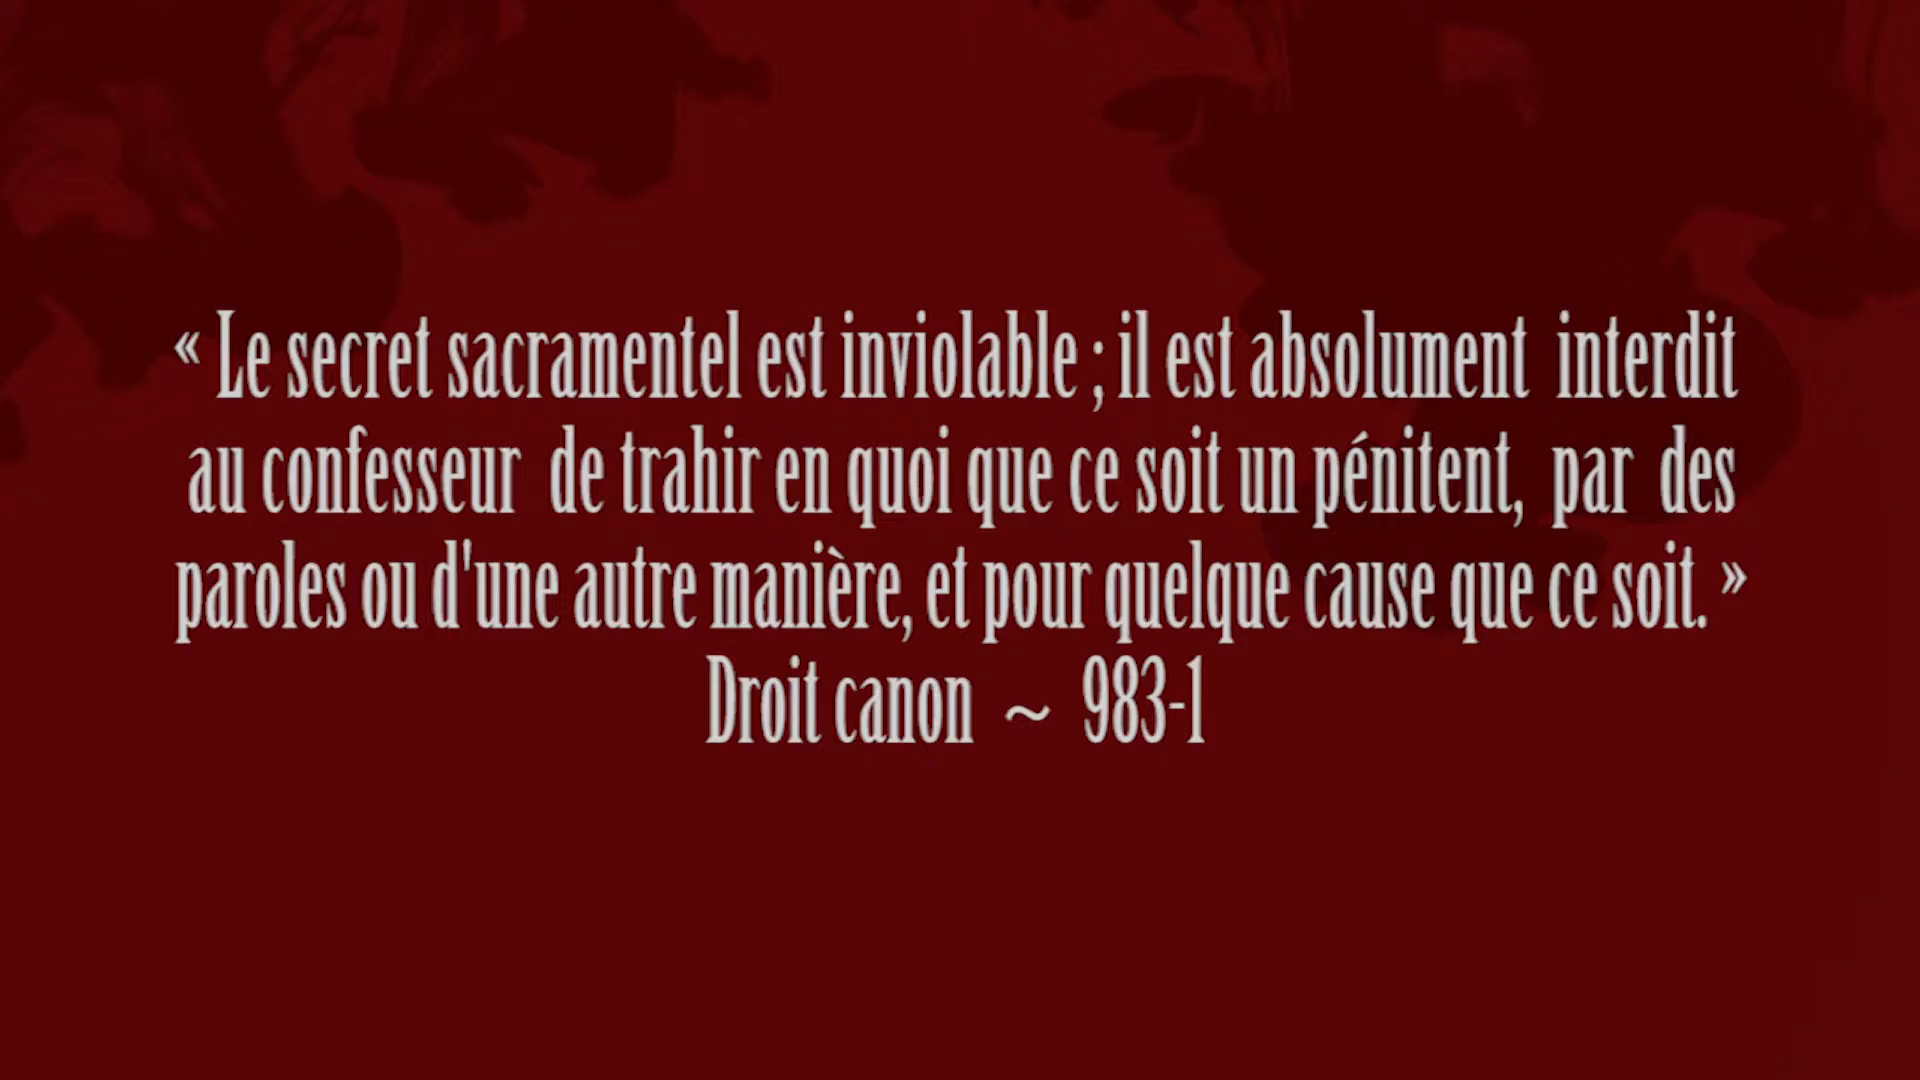 « Le secret sacramentel est inviolable ; il est absolument interdit
au confesseur de trahir en quoi que ce soit un pénitent, par des
paroles ou d'une autre manière, et pour quelque cause que ce soit. »
Droit canon ~ 983-1